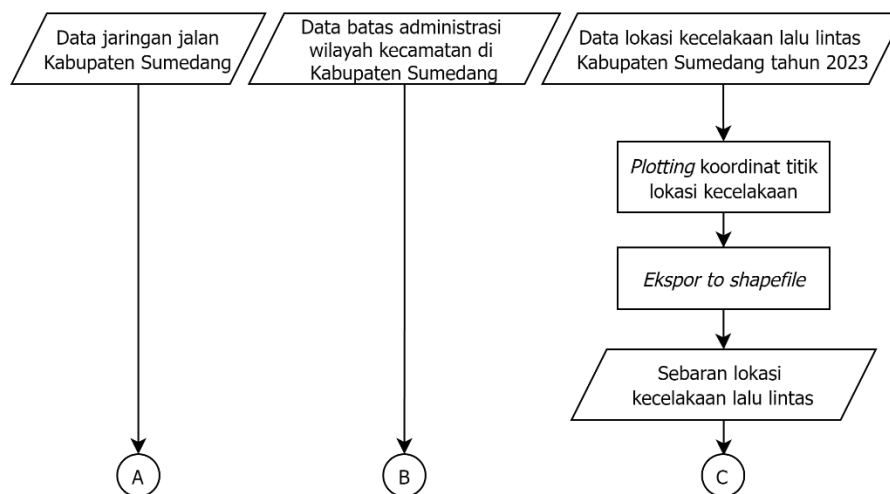 Data jaringan jalan
Kabupaten Sumedang
Data batas administrasi
wilayah kecamatan di
Kabupaten Sumedang
Data lokasi kecelakaan lalu lintas
Kabupaten Sumedang tahun 2023
Plotting koordinat titik
lokasi kecelakaan
Ekspor to shapefile
Sebaran lokasi
kecelakaan lalu lintas
A
B
C